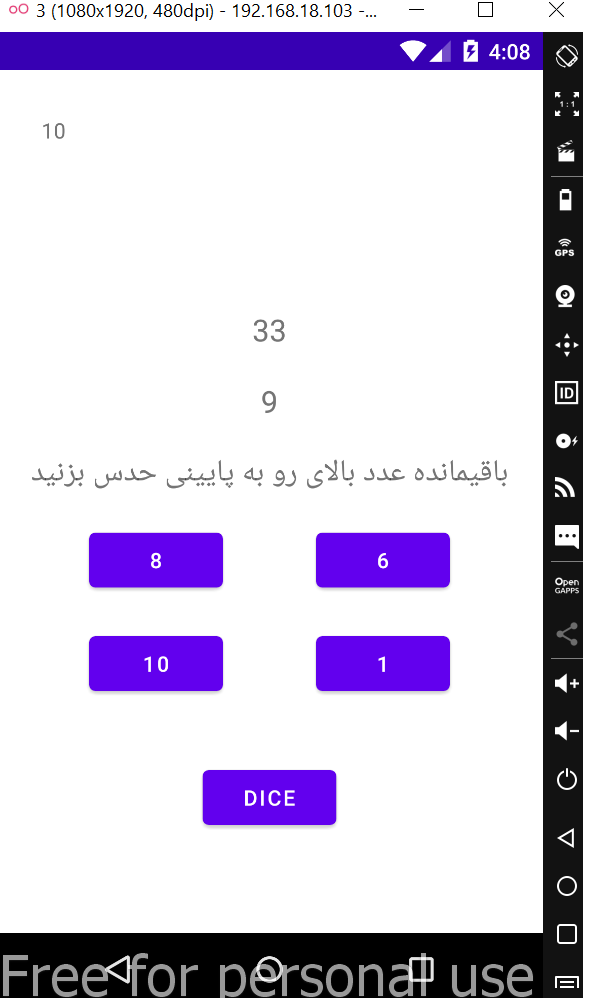 3 (1080x1920, 480dpi) - 192.168.18.103 -...
4:08
10
33
9
باقیمانده عدد بالای رو به پایینی حدس بزنید
8
6
10
1
DICE
1:1
GPS
ID
Open
GAPPS
Free for personal use